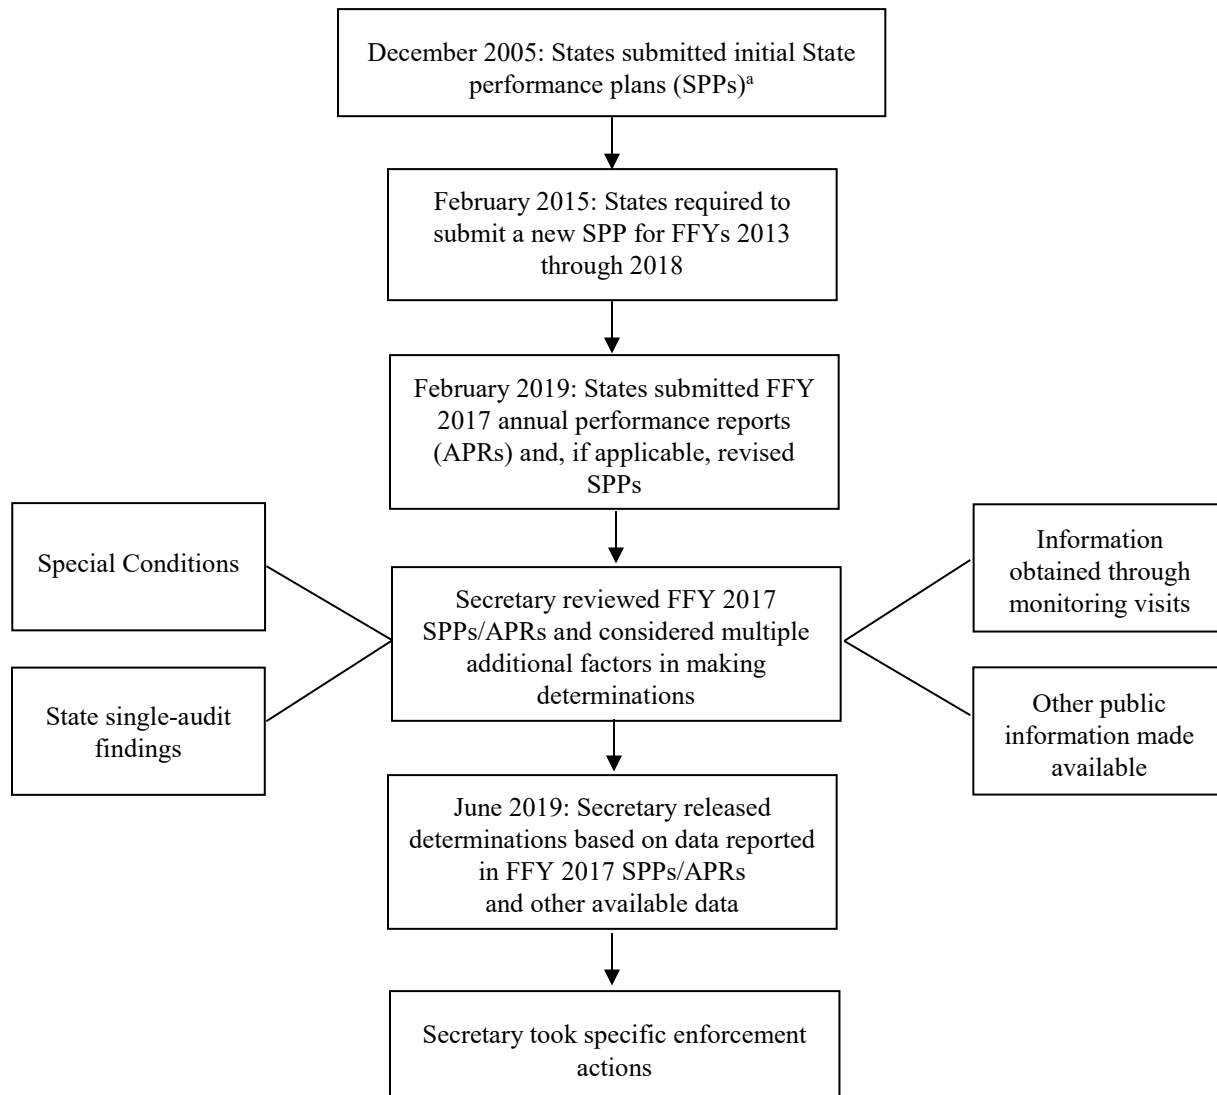 December 2005: States submitted initial State
performance plans (SPPs)ᵃ
February 2015: States required to
submit a new SPP for FFYs 2013
through 2018
February 2019: States submitted FFY
2017 annual performance reports
(APRs) and, if applicable, revised
SPPs
Special Conditions
State single-audit
findings
Secretary reviewed FFY 2017
SPPs/APRs and considered multiple
additional factors in making
determinations
Information
obtained through
monitoring visits
Other public
information made
available
June 2019: Secretary released
determinations based on data reported
in FFY 2017 SPPs/APRs
and other available data
Secretary took specific enforcement
actions